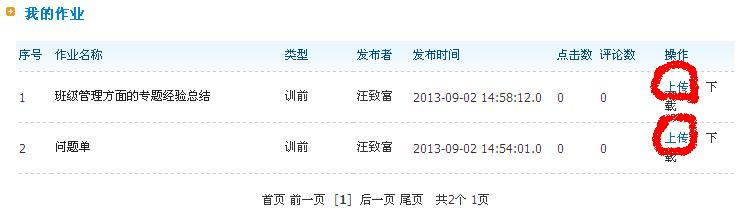 我的作业
序号 作业名称 类型 发布者 发布时间 点击数 评论数 操作
1 班级管理方面的专题经验总结 训前 汪致富 2013-09-02 14:58:12.0 0 0 上传 下载
2 问题单 训前 汪致富 2013-09-02 14:54:01.0 0 0 上传 下载
首页 前一页 [1] 后一页 尾页 共2个 1页